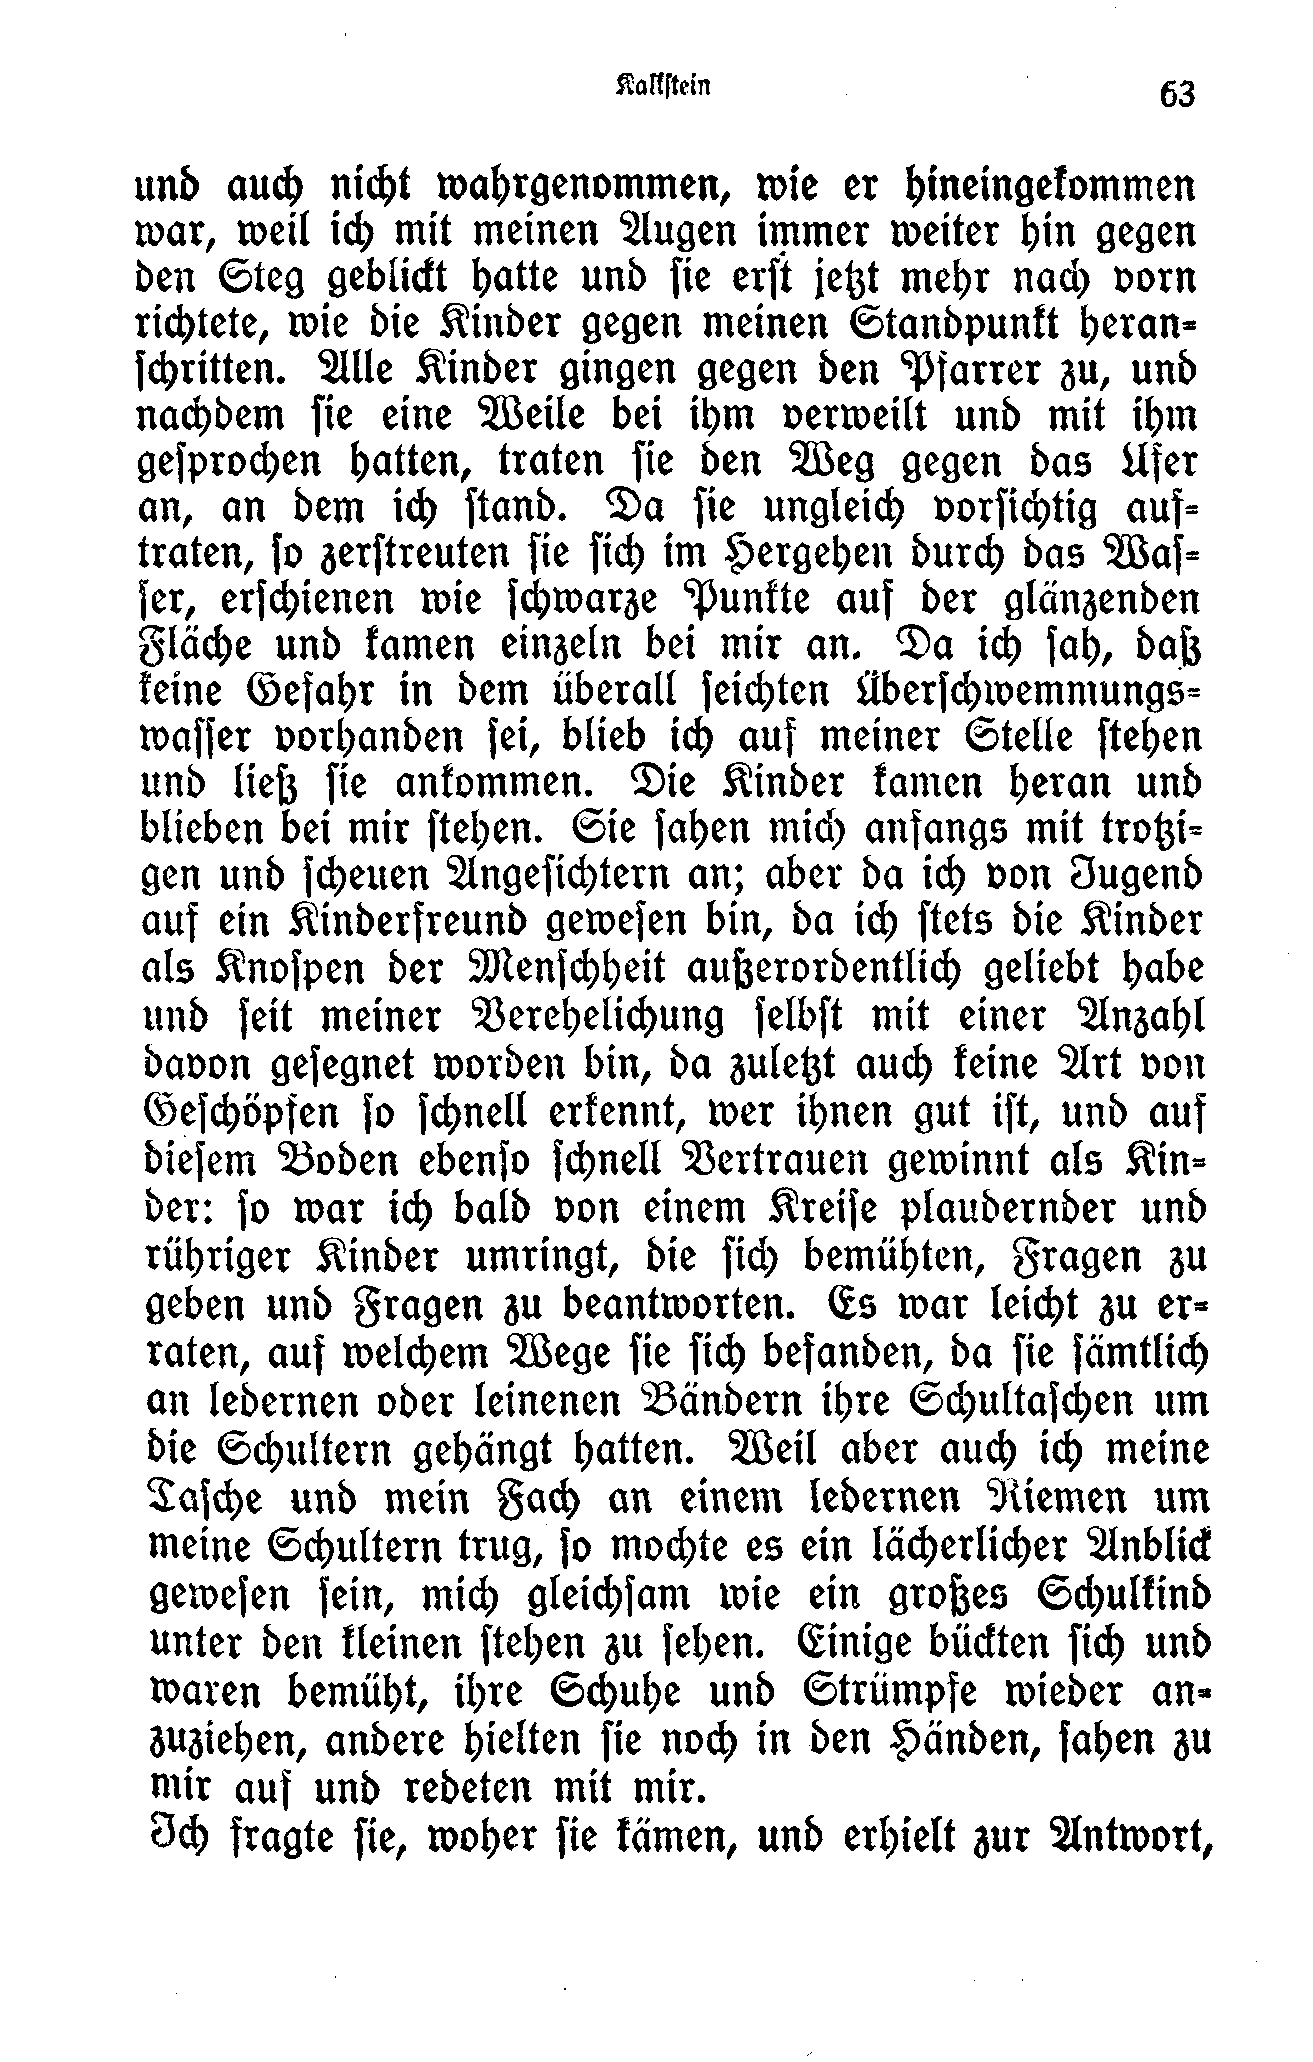 Kalkstein 63
und auch nicht wahrgenommen, wie er hineingekommen
war, weil ich mit meinen Augen immer weiter hin gegen
den Steg geblickt hatte und sie erst jetzt mehr nach vorn
richtete, wie die Kinder gegen meinen Standpunkt heran-
schritten. Alle Kinder gingen gegen den Pfarrer zu, und
nachdem sie eine Weile bei ihm verweilt und mit ihm
gesprochen hatten, traten sie den Weg gegen das Ufer
an, an dem ich stand. Da sie ungleich vorsichtig auf-
traten, so zerstreuten sie sich im Hergehen durch das Was-
ser, erschienen wie schwarze Punkte auf der glänzenden
Fläche und kamen einzeln bei mir an. Da ich sah, daß
keine Gefahr in dem überall seichten Überschwemmungs-
wasser vorhanden sei, blieb ich auf meiner Stelle stehen
und ließ sie ankommen. Die Kinder kamen heran und
blieben bei mir stehen. Sie sahen mich anfangs mit trotzi-
gen und scheuen Angesichtern an; aber da ich von Jugend
auf ein Kinderfreund gewesen bin, da ich stets die Kinder
als Knospen der Menschheit außerordentlich geliebt habe
und seit meiner Verehelichung selbst mit einer Anzahl
davon gesegnet worden bin, da zuletzt auch keine Art von
Geschöpfen so schnell erkennt, wer ihnen gut ist, und auf
diesem Boden ebenso schnell Vertrauen gewinnt als Kin-
der: so war ich bald von einem Kreise plaudernder und
rühriger Kinder umringt, die sich bemühten, Fragen zu
geben und Fragen zu beantworten. Es war leicht zu er-
raten, auf welchem Wege sie sich befanden, da sie sämtlich
an ledernen oder leinenen Bändern ihre Schultaschen um
die Schultern gehängt hatten. Weil aber auch ich meine
Tasche und mein Fach an einem ledernen Riemen um
meine Schultern trug, so mochte es ein lächerlicher Anblick
gewesen sein, mich gleichsam wie ein großes Schulkind
unter den kleinen stehen zu sehen. Einige bückten sich und
waren bemüht, ihre Schuhe und Strümpfe wieder an-
zuziehen, andere hielten sie noch in den Händen, sahen zu
mir auf und redeten mit mir.
Ich fragte sie, woher sie kämen, und erhielt zur Antwort,